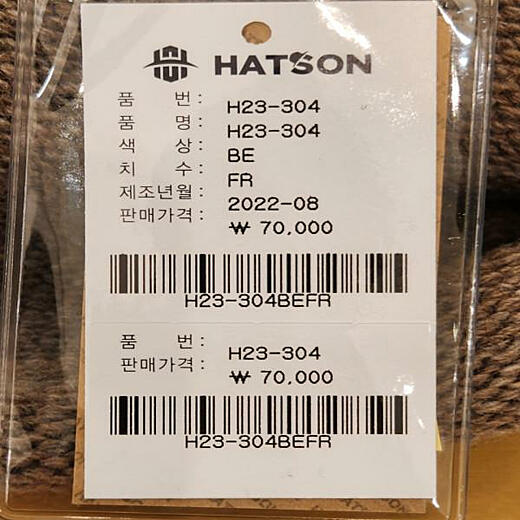 HATSON
품 번 : H23-304
품 명 : H23-304
색 상 : BE
치 수 : FR
제조년월 : 2022-08
판매가격 : ₩ 70,000
H23-304BEFR
품 번 : H23-304
판매가격 : ₩ 70,000
H23-304BEFR
HATSON